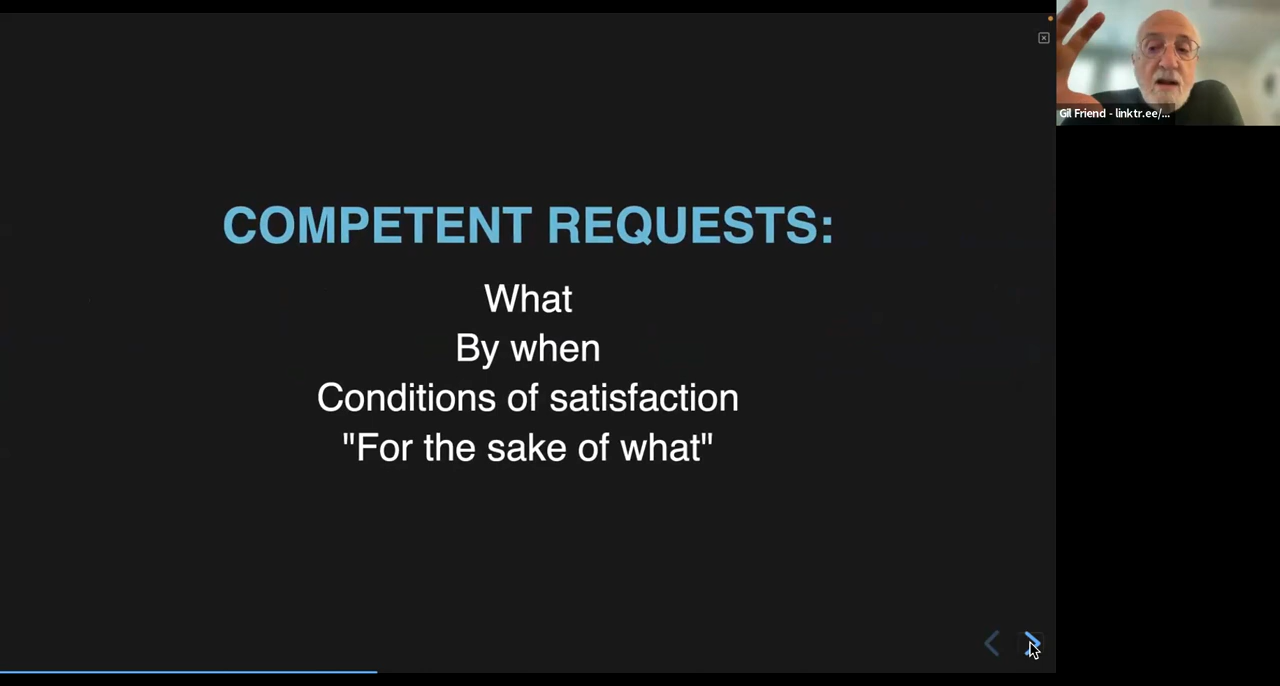 COMPETENT REQUESTS:
What
By when
Conditions of satisfaction
"For the sake of what"
Gil Friend - linktr.ee/...